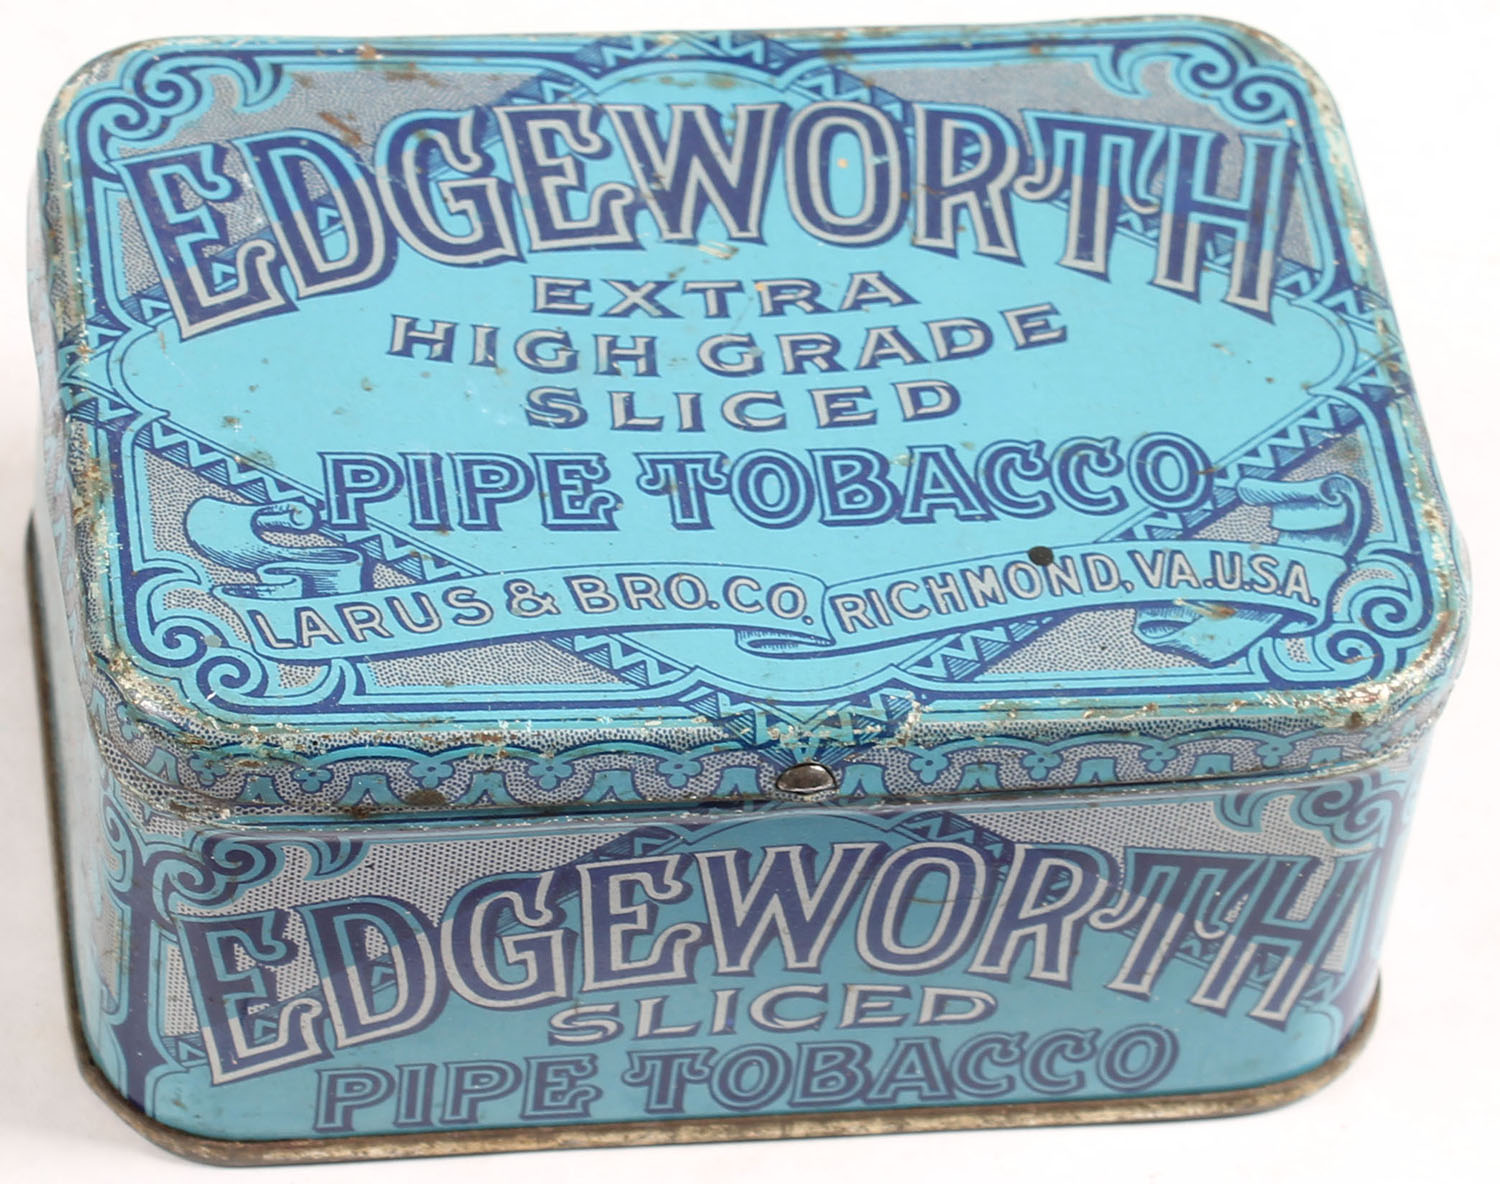 EDGEWORTH
EXTRA
HIGH GRADE
SLICED
PIPE TOBACCO
LARUS & BRO. CO. RICHMOND, VA. U.S.A.
EDGEWORTH
SLICED
PIPE TOBACCO